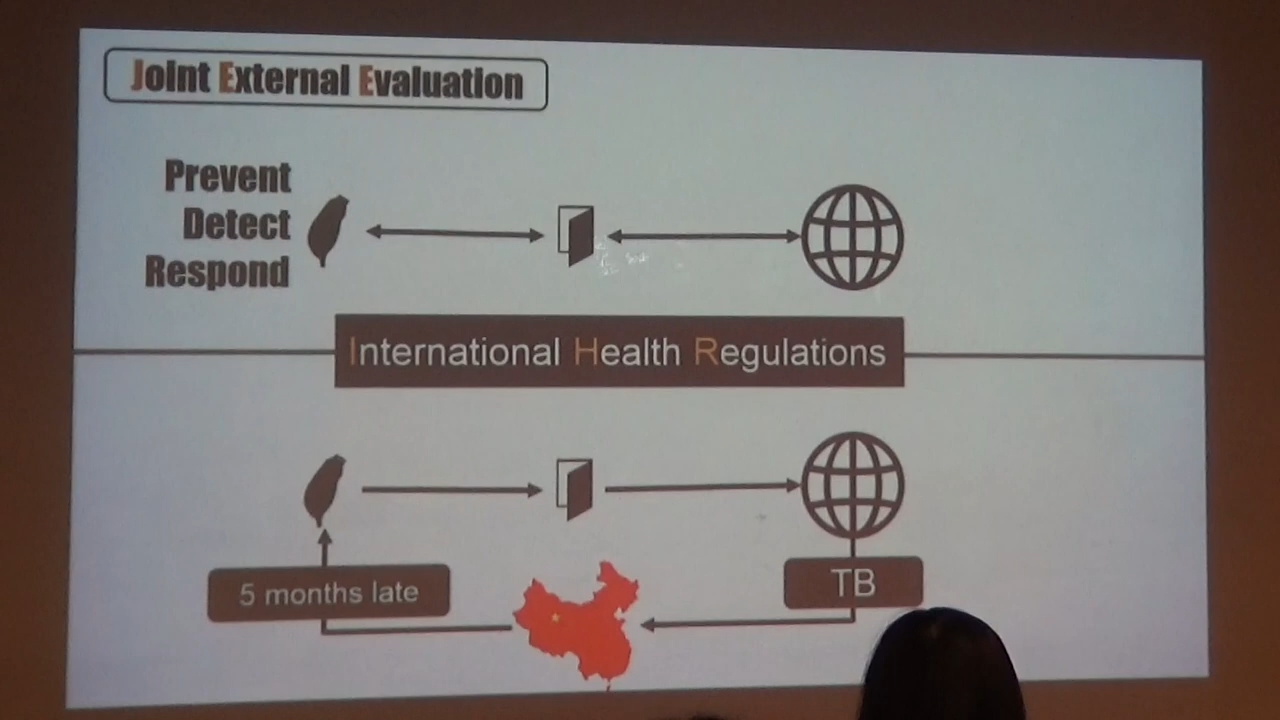 Joint External Evaluation
Prevent
Detect
Respond
International Health Regulations
5 months late
TB